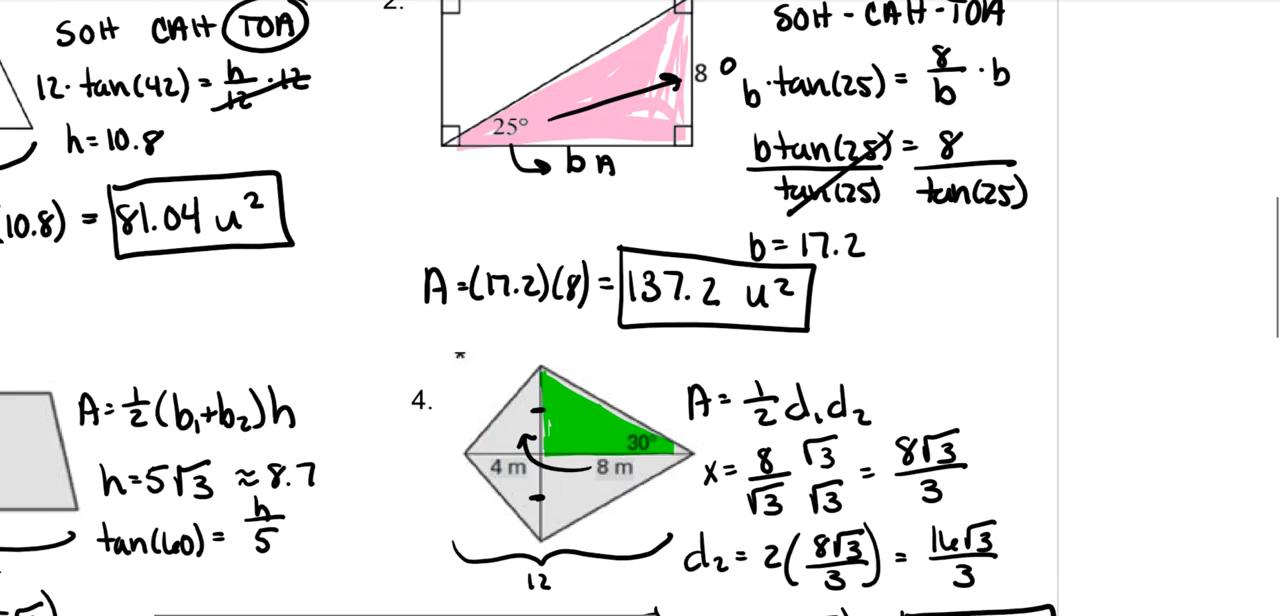 SOH CAH TOA
12 · tan(42) = h/12 · 12
h = 10.8
(10.8) = 81.04 u²
2.
25°
8 O
b A
SOH - CAH - TOA
b · tan(25) = 8/b · b
b tan(25)/tan(25) = 8/tan(25)
b = 17.2
A = (17.2)(8) = 137.2 u²
A = ½(b₁+b₂)h
h = 5√3 ≈ 8.7
tan(60) = h/5
4.
30°
4 m
8 m
12
A = ½ d₁d₂
x = 8/√3 √3/√3 = 8√3/3
d₂ = 2(8√3/3) = 16√3/3